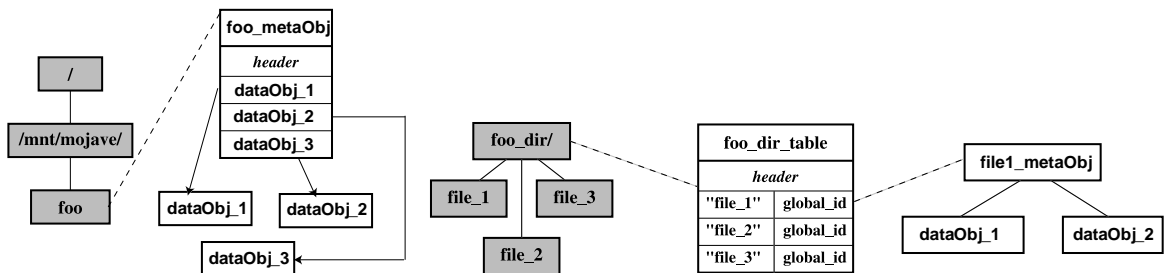 /
/mnt/mojave/
foo
foo_metaObj
header
dataObj_1
dataObj_2
dataObj_3
dataObj_1
dataObj_2
dataObj_3
foo_dir/
file_1
file_3
file_2
foo_dir_table
header
"file_1" global_id
"file_2" global_id
"file_3" global_id
file1_metaObj
dataObj_1
dataObj_2